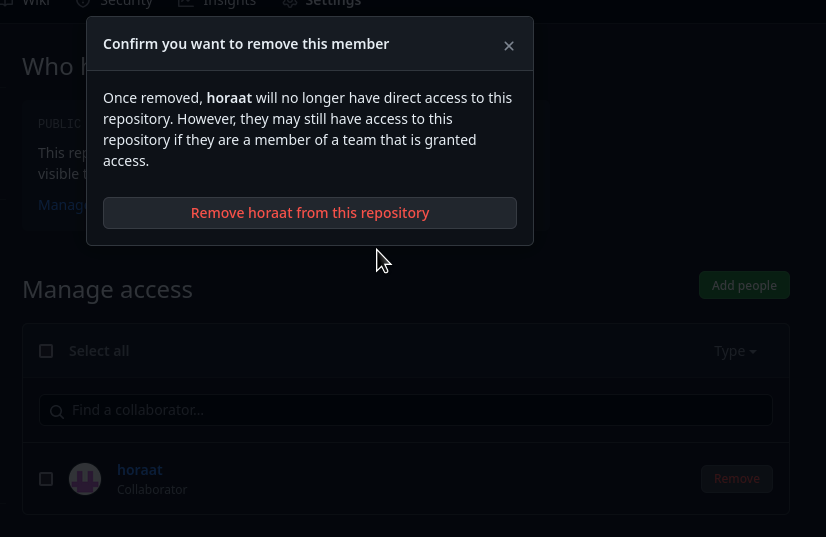 Wiki Security Insights Settings
Confirm you want to remove this member
Who h
Once removed, horaat will no longer have direct access to this
repository. However, they may still have access to this
repository if they are a member of a team that is granted
access.
PUBLIC
This rep
visible t
Manage
Remove horaat from this repository
Manage access
Add people
Select all
Type
Find a collaborator...
horaat
Collaborator
Remove